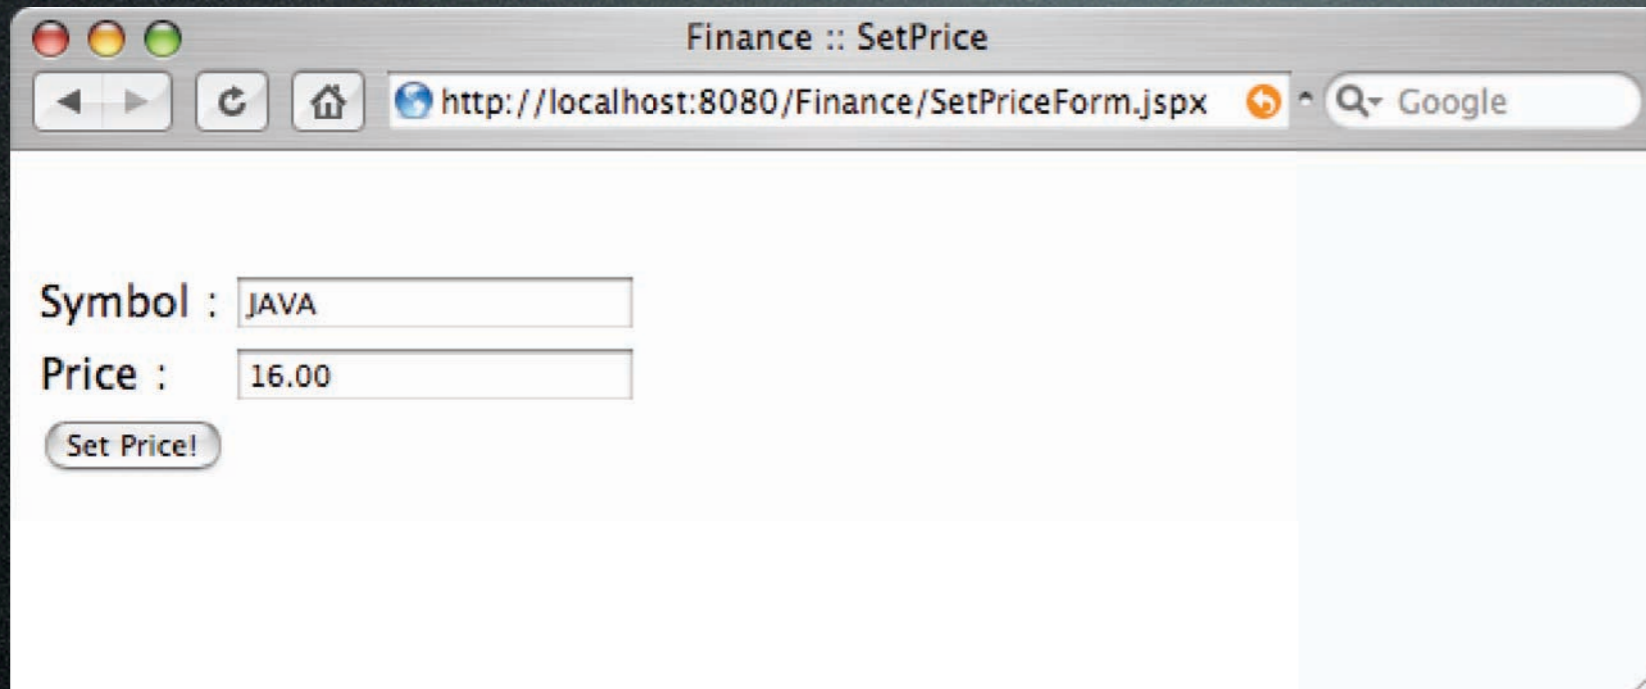 Finance :: SetPrice
http://localhost:8080/Finance/SetPriceForm.jspx Google
Symbol : JAVA
Price : 16.00
Set Price!